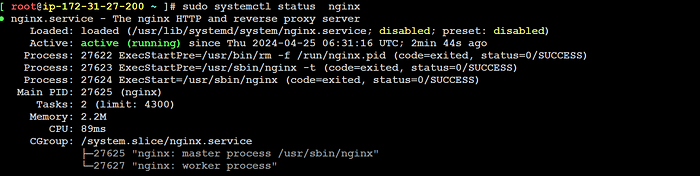 [ root@ip-172-31-27-200 ~ ]# sudo systemctl status  nginx
● nginx.service - The nginx HTTP and reverse proxy server
     Loaded: loaded (/usr/lib/systemd/system/nginx.service; disabled; preset: disabled)
     Active: active (running) since Thu 2024-04-25 06:31:16 UTC; 2min 44s ago
    Process: 27622 ExecStartPre=/usr/bin/rm -f /run/nginx.pid (code=exited, status=0/SUCCESS)
    Process: 27623 ExecStartPre=/usr/sbin/nginx -t (code=exited, status=0/SUCCESS)
    Process: 27624 ExecStart=/usr/sbin/nginx (code=exited, status=0/SUCCESS)
   Main PID: 27625 (nginx)
      Tasks: 2 (limit: 4300)
     Memory: 2.2M
        CPU: 89ms
     CGroup: /system.slice/nginx.service
             ├─27625 "nginx: master process /usr/sbin/nginx"
             └─27627 "nginx: worker process"